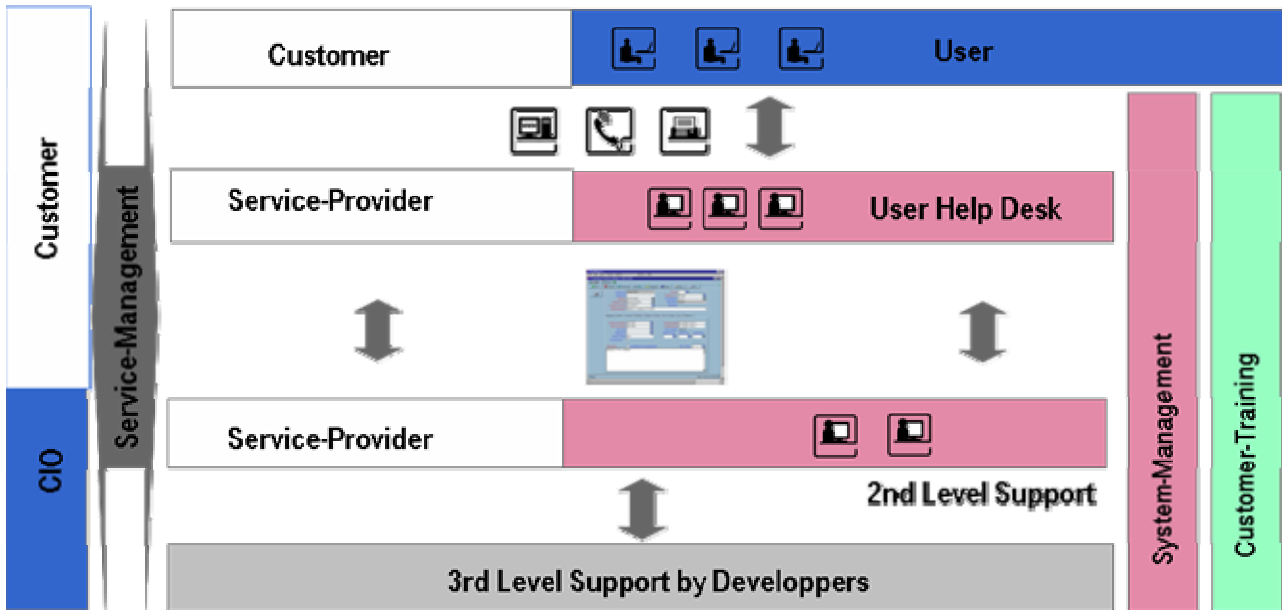 Customer
User
Customer
Service-Management
Service-Provider
User Help Desk
Service-Provider
CIO
2nd Level Support
System-Management
Customer-Training
3rd Level Support by Developpers